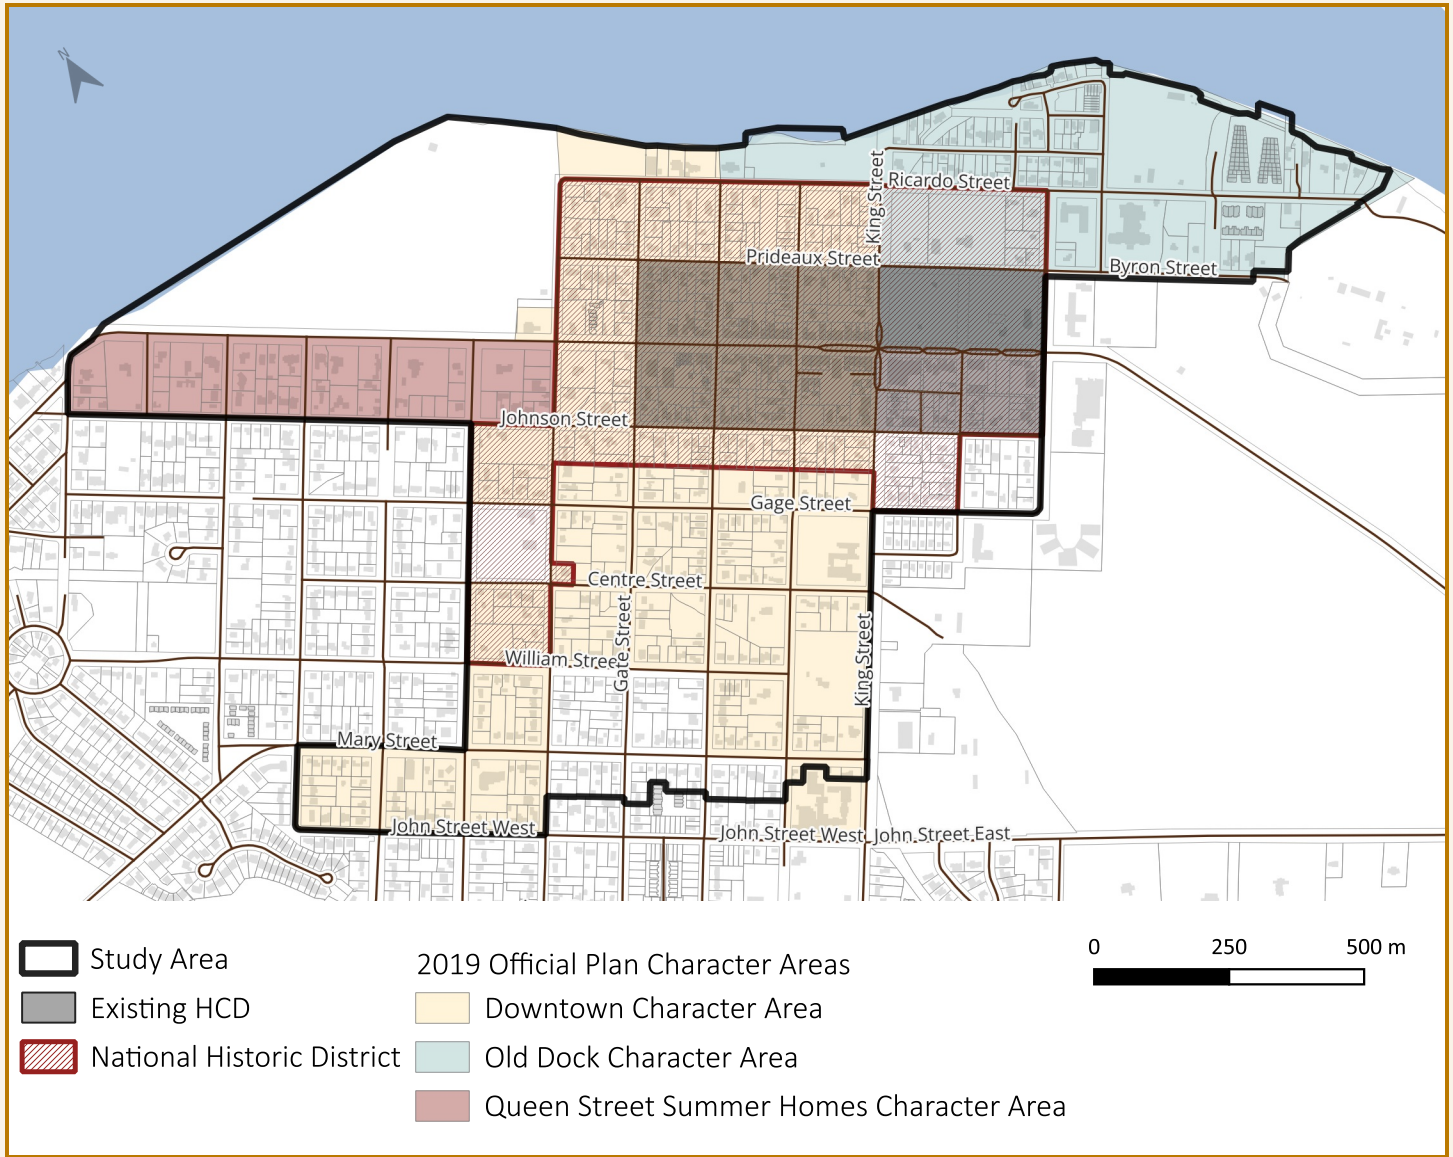 N
King Street
Ricardo Street
Prideaux Street
Byron Street
Johnson Street
Gage Street
Centre Street
Gate Street
William Stree
King Street
Mary Street
John Street West
John Street West
John Street East
Study Area
Existing HCD
National Historic District
2019 Official Plan Character Areas
Downtown Character Area
Old Dock Character Area
Queen Street Summer Homes Character Area
0 250 500 m